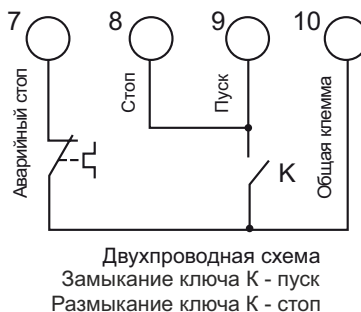 7 8 9 10
Аварийный стоп
Стоп
Пуск
Общая клемма
K
Двухпроводная схема
Замыкание ключа К - пуск
Размыкание ключа К - стоп